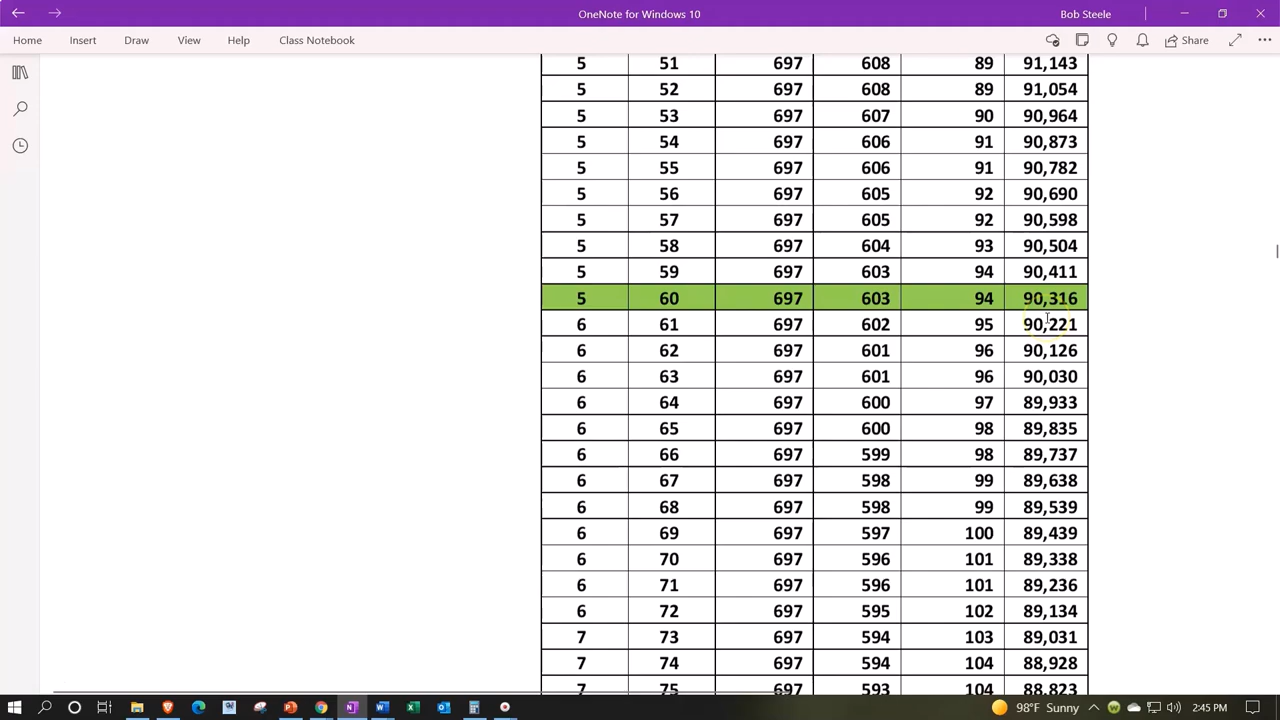 OneNote for Windows 10
Bob Steele
Home Insert Draw View Help Class Notebook Share
5 51 697 608 89 91,143
5 52 697 608 89 91,054
5 53 697 607 90 90,964
5 54 697 606 91 90,873
5 55 697 606 91 90,782
5 56 697 605 92 90,690
5 57 697 605 92 90,598
5 58 697 604 93 90,504
5 59 697 603 94 90,411
5 60 697 603 94 90,316
6 61 697 602 95 90,221
6 62 697 601 96 90,126
6 63 697 601 96 90,030
6 64 697 600 97 89,933
6 65 697 600 98 89,835
6 66 697 599 98 89,737
6 67 697 598 99 89,638
6 68 697 598 99 89,539
6 69 697 597 100 89,439
6 70 697 596 101 89,338
6 71 697 596 101 89,236
6 72 697 595 102 89,134
7 73 697 594 103 89,031
7 74 697 594 104 88,928
7 75 697 593 104 88,823
98°F Sunny 2:45 PM